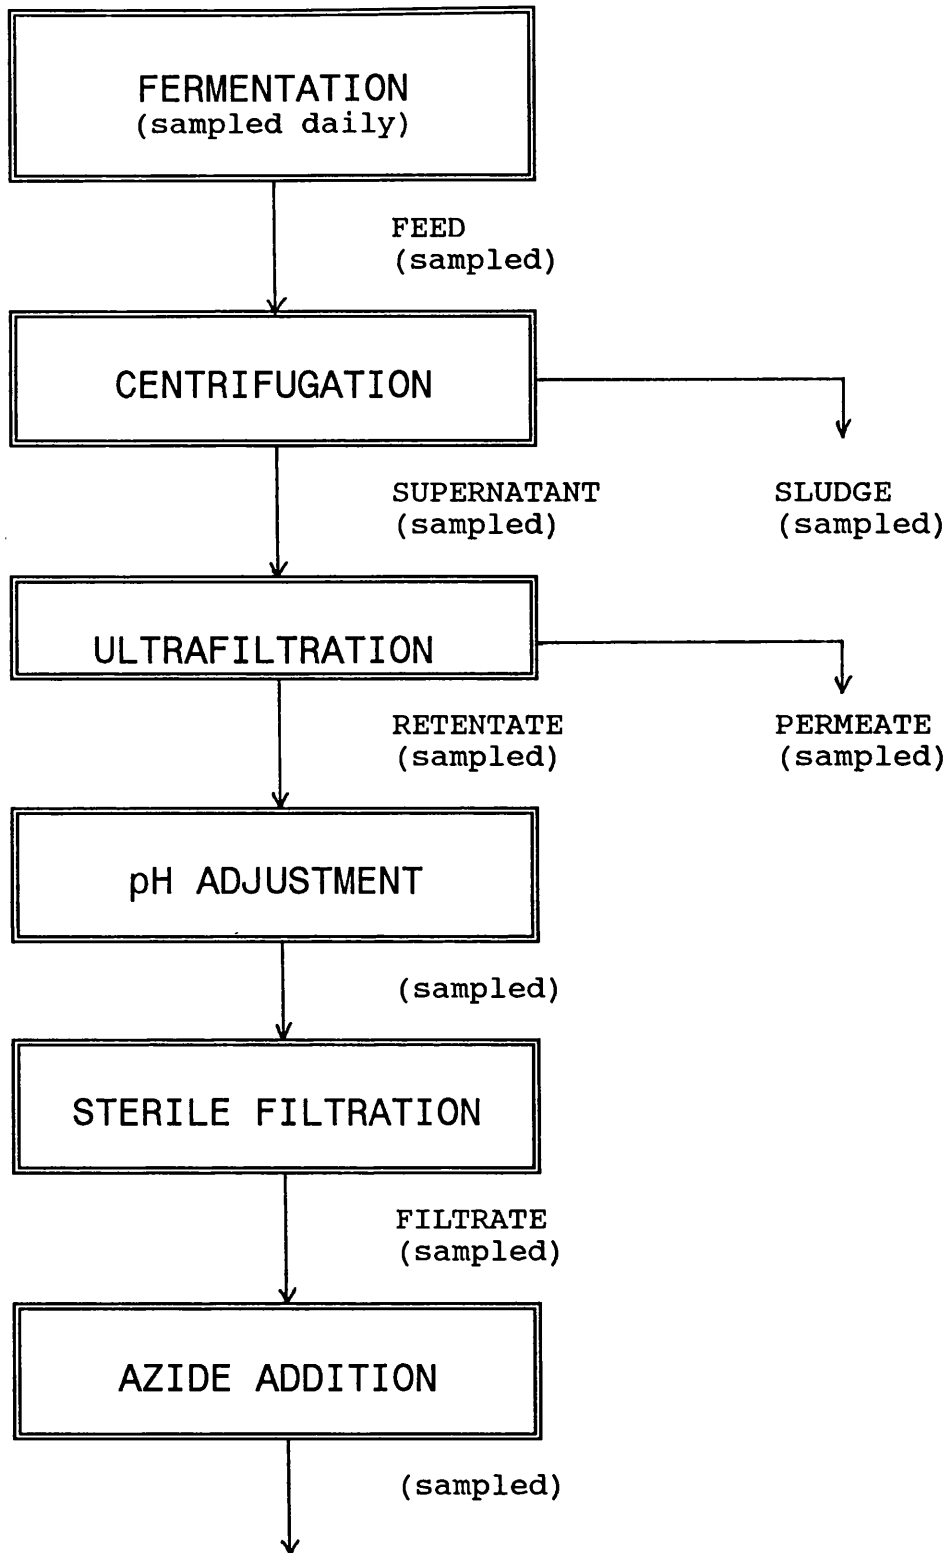 FERMENTATION
(sampled daily)
FEED
(sampled)
CENTRIFUGATION
SUPERNATANT
(sampled)
SLUDGE
(sampled)
ULTRAFILTRATION
RETENTATE
(sampled)
PERMEATE
(sampled)
pH ADJUSTMENT
(sampled)
STERILE FILTRATION
FILTRATE
(sampled)
AZIDE ADDITION
(sampled)